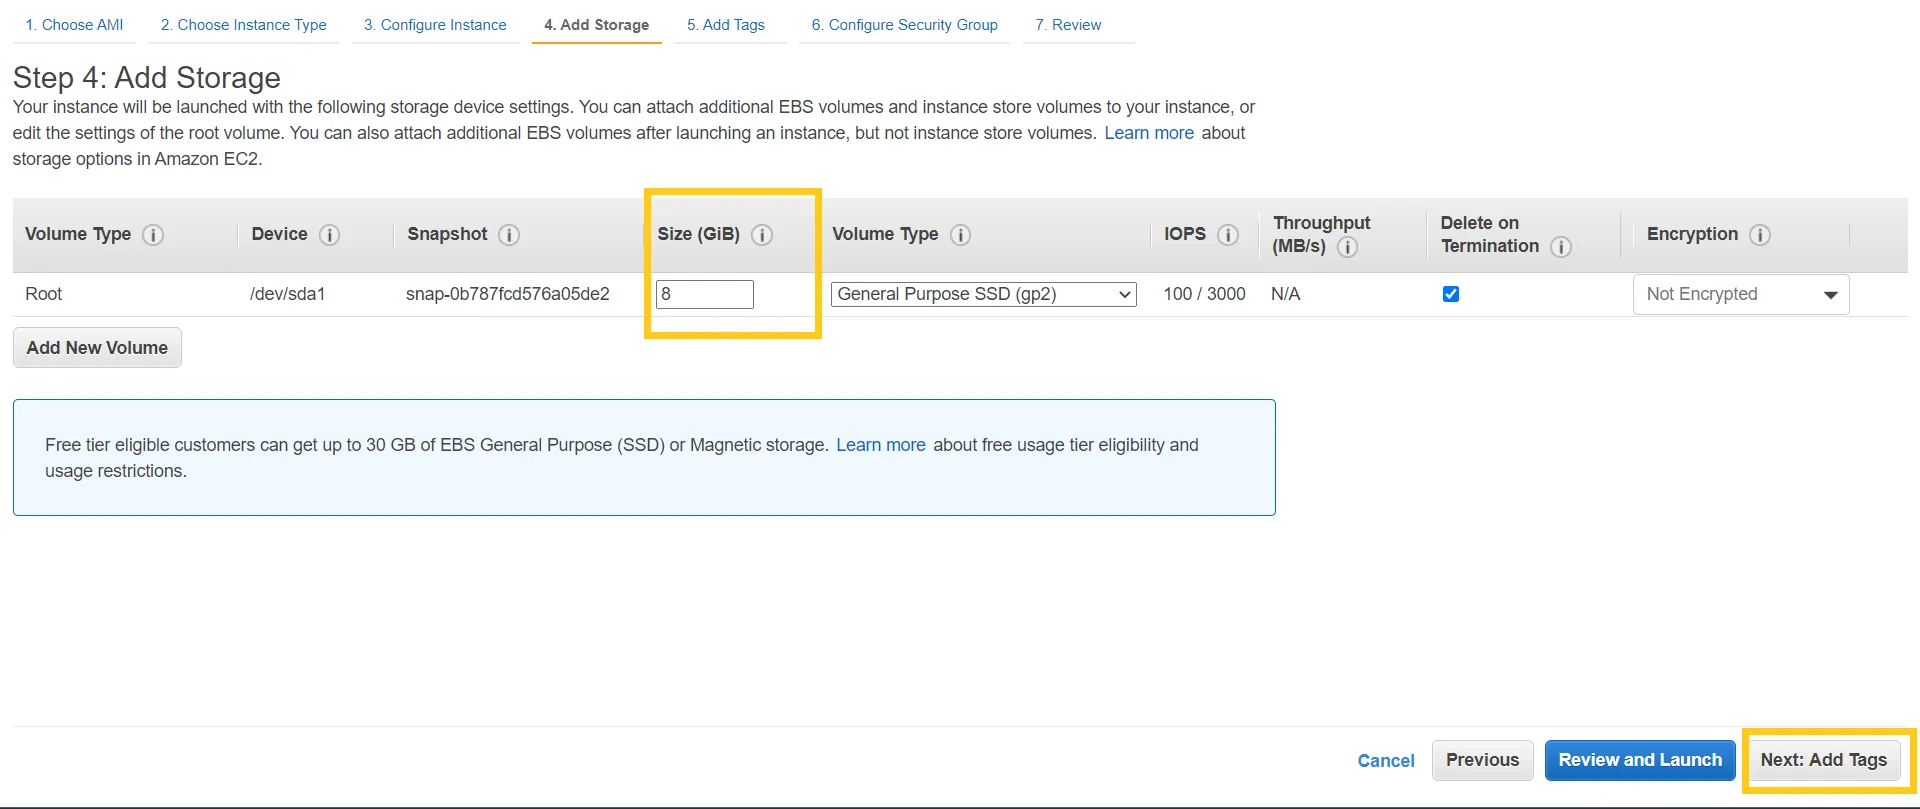 1. Choose AMI 2. Choose Instance Type 3. Configure Instance 4. Add Storage 5. Add Tags 6. Configure Security Group 7. Review
Step 4: Add Storage
Your instance will be launched with the following storage device settings. You can attach additional EBS volumes and instance store volumes to your instance, or
edit the settings of the root volume. You can also attach additional EBS volumes after launching an instance, but not instance store volumes. Learn more about
storage options in Amazon EC2.
Volume Type i Device i Snapshot i Size (GiB) i Volume Type i IOPS i Throughput (MB/s) i Delete on Termination i Encryption i
Root /dev/sda1 snap-0b787fcd576a05de2 8 General Purpose SSD (gp2) 100 / 3000 N/A Not Encrypted
Add New Volume
Free tier eligible customers can get up to 30 GB of EBS General Purpose (SSD) or Magnetic storage. Learn more about free usage tier eligibility and
usage restrictions.
Cancel Previous Review and Launch Next: Add Tags